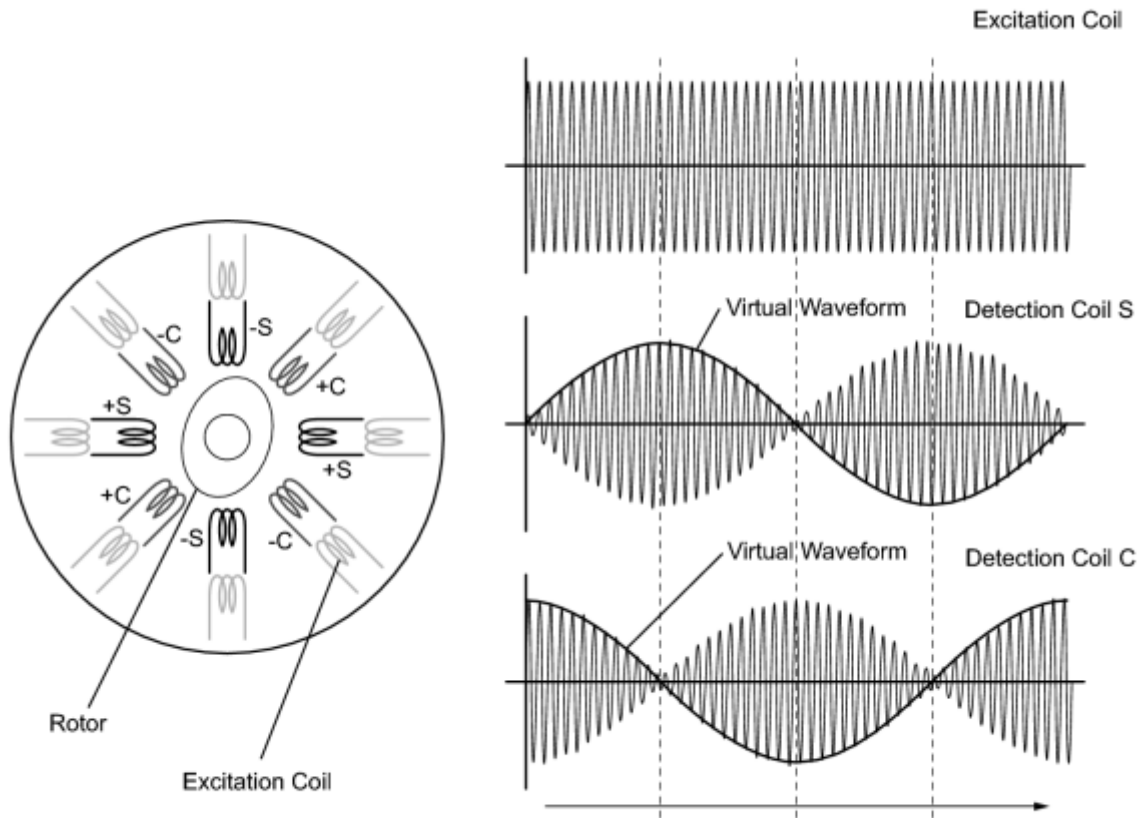 Excitation Coil
Virtual Waveform
Detection Coil S
-C
-S
+C
+S
+S
+C
-S
-C
Virtual Waveform
Detection Coil C
Rotor
Excitation Coil